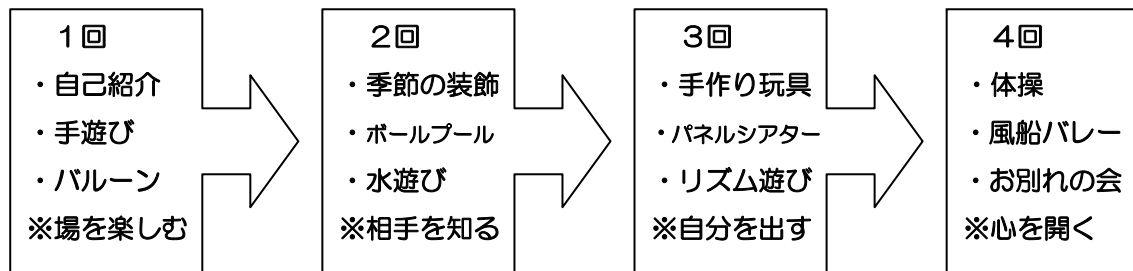 1回
・自己紹介
・手遊び
・バルーン
※場を楽しむ
2回
・季節の装飾
・ボールプール
・水遊び
※相手を知る
3回
・手作り玩具
・パネルシアター
・リズム遊び
※自分を出す
4回
・体操
・風船バレー
・お別れの会
※心を開く